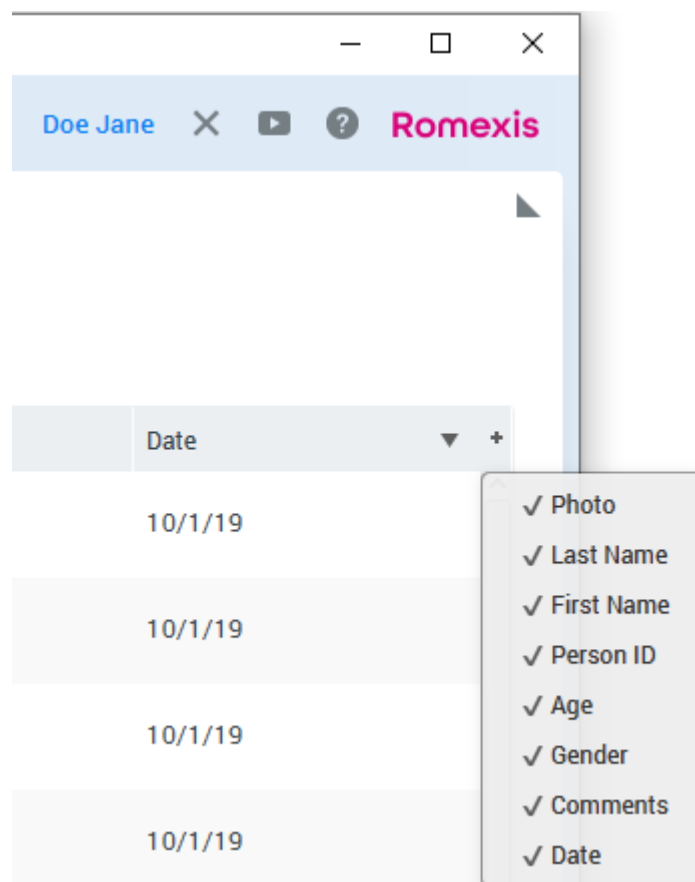 Doe Jane Romexis
Date
Photo
10/1/19
Last Name
First Name
10/1/19
Person ID
Age
10/1/19
Gender
Comments
10/1/19
Date